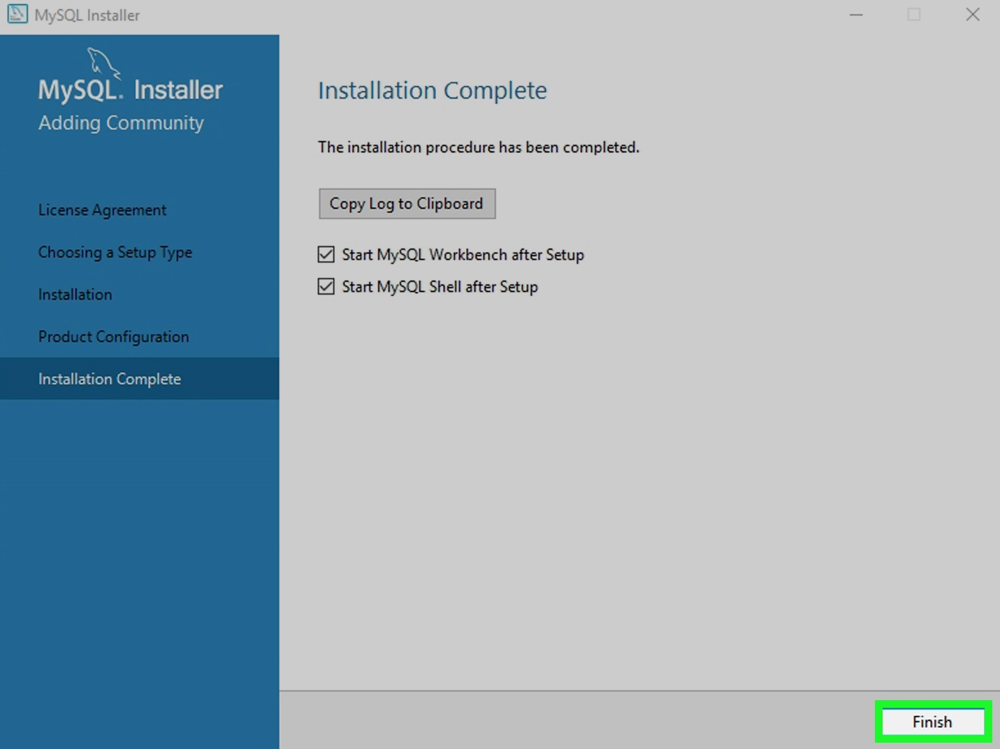 MySQL Installer
MySQL. Installer
Adding Community
License Agreement
Choosing a Setup Type
Installation
Product Configuration
Installation Complete
Installation Complete
The installation procedure has been completed.
Copy Log to Clipboard
Start MySQL Workbench after Setup
Start MySQL Shell after Setup
Finish